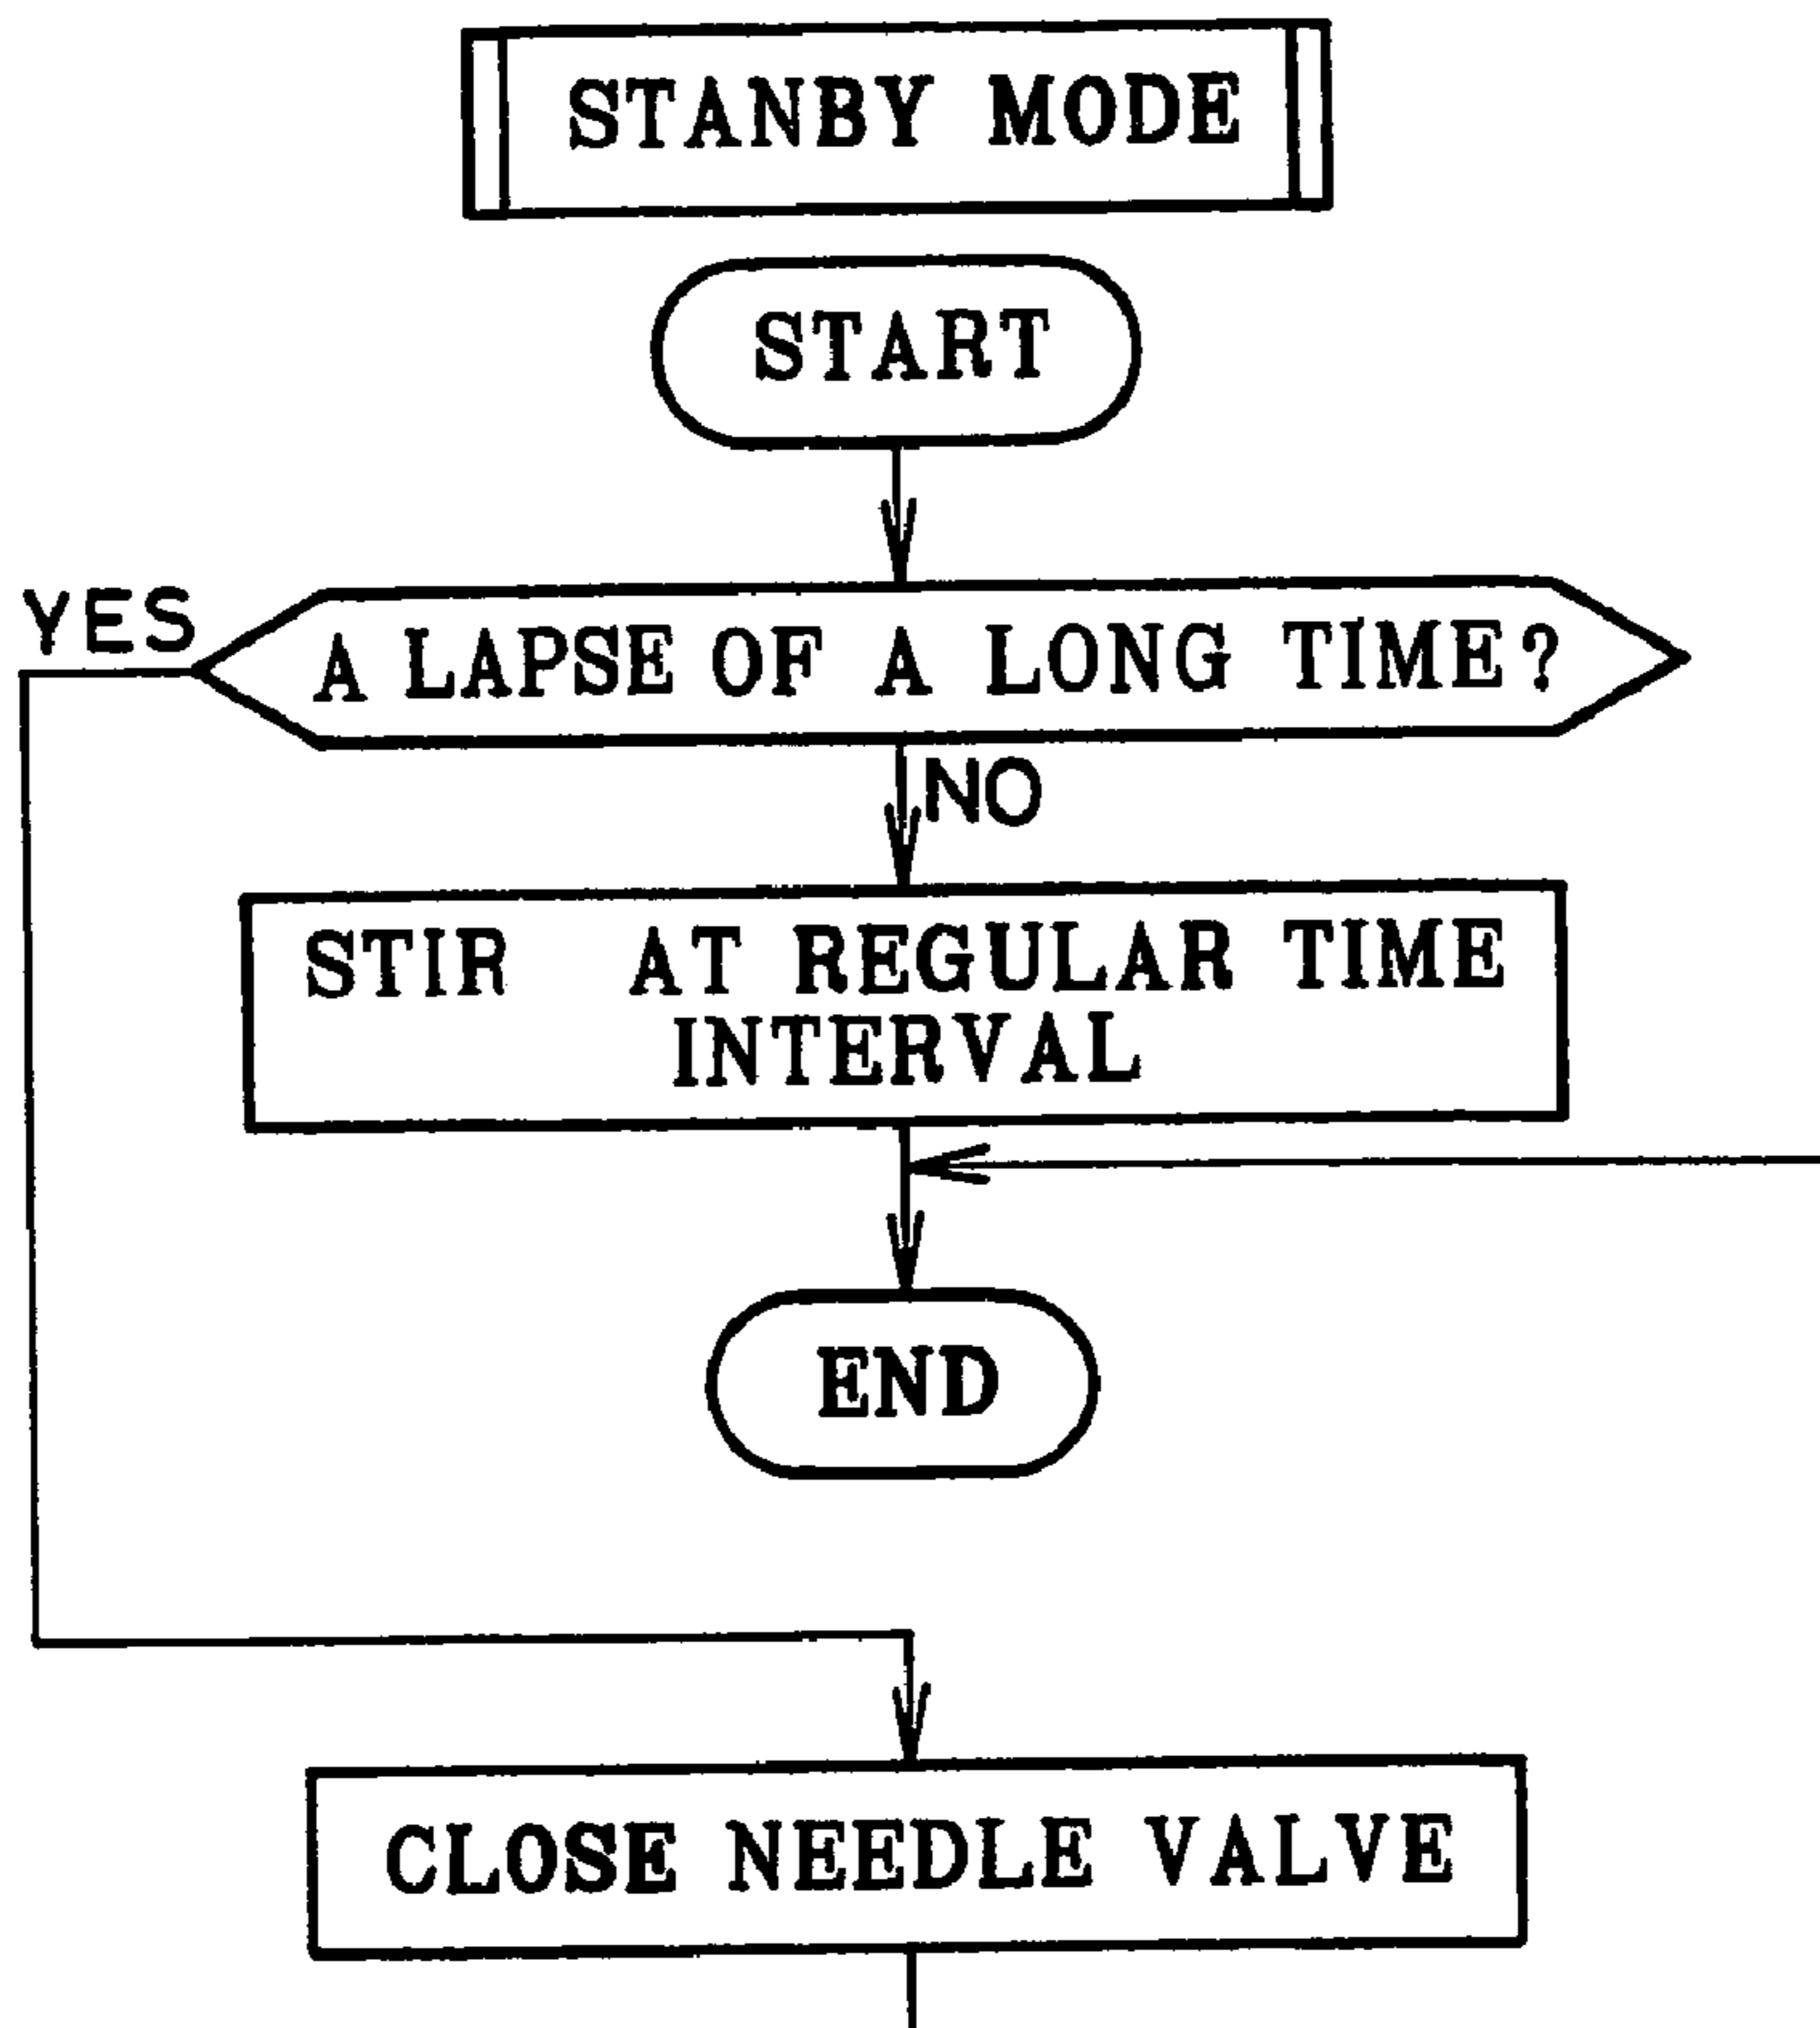 STANBY MODE
START
YES
A LAPSE OF A LONG TIME?
NO
STIR AT REGULAR TIME
INTERVAL
END
CLOSE NEEDLE VALVE